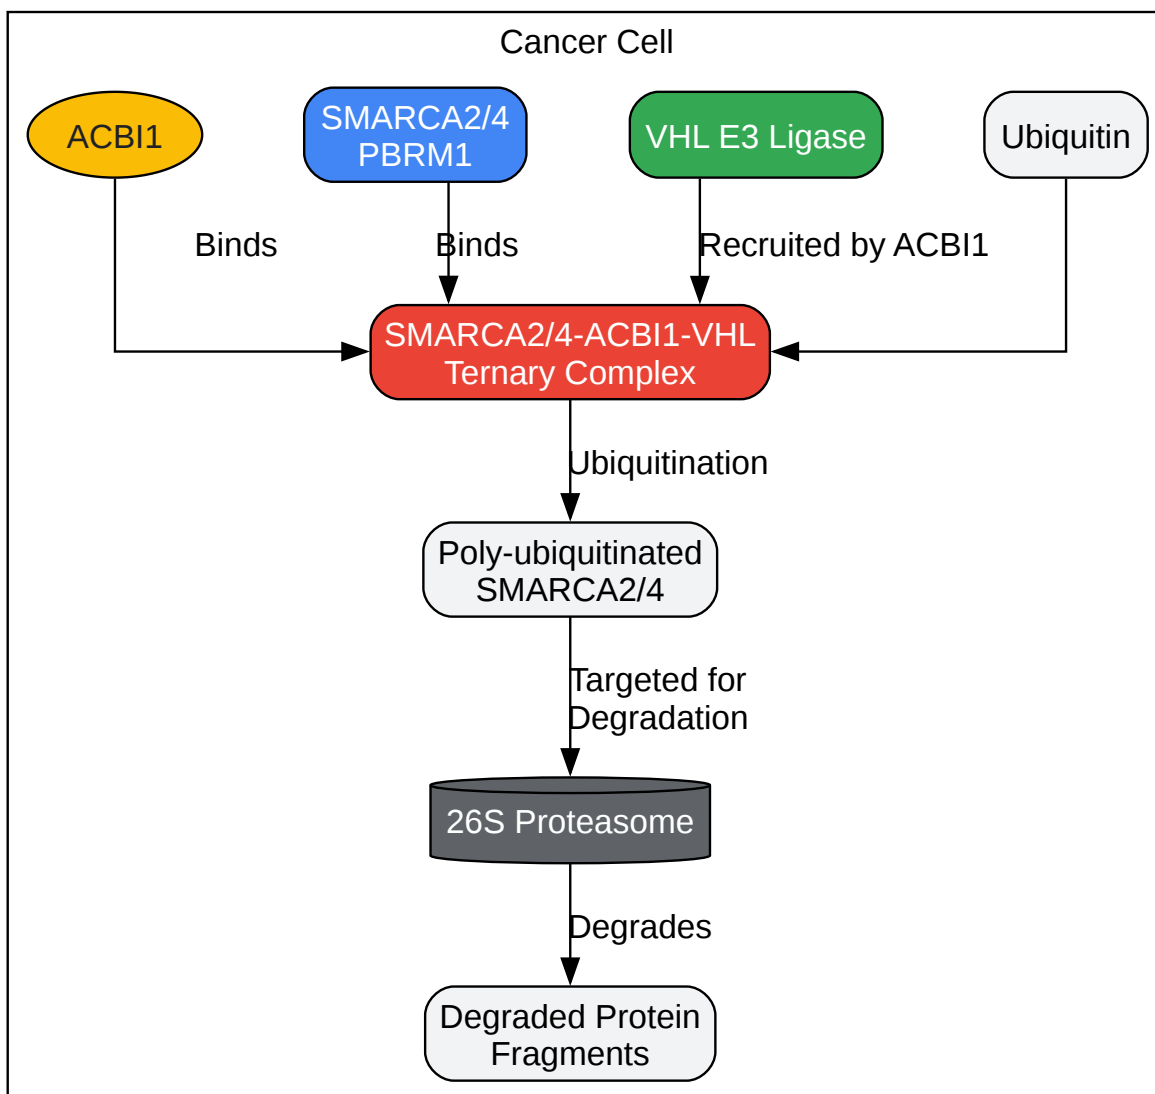 Cancer Cell
ACBI1
SMARCA2/4
PBRM1
VHL E3 Ligase
Ubiquitin
Binds
Binds
Recruited by ACBI1
SMARCA2/4-ACBI1-VHL
Ternary Complex
Ubiquitination
Poly-ubiquitinated
SMARCA2/4
Targeted for
Degradation
26S Proteasome
Degrades
Degraded Protein
Fragments